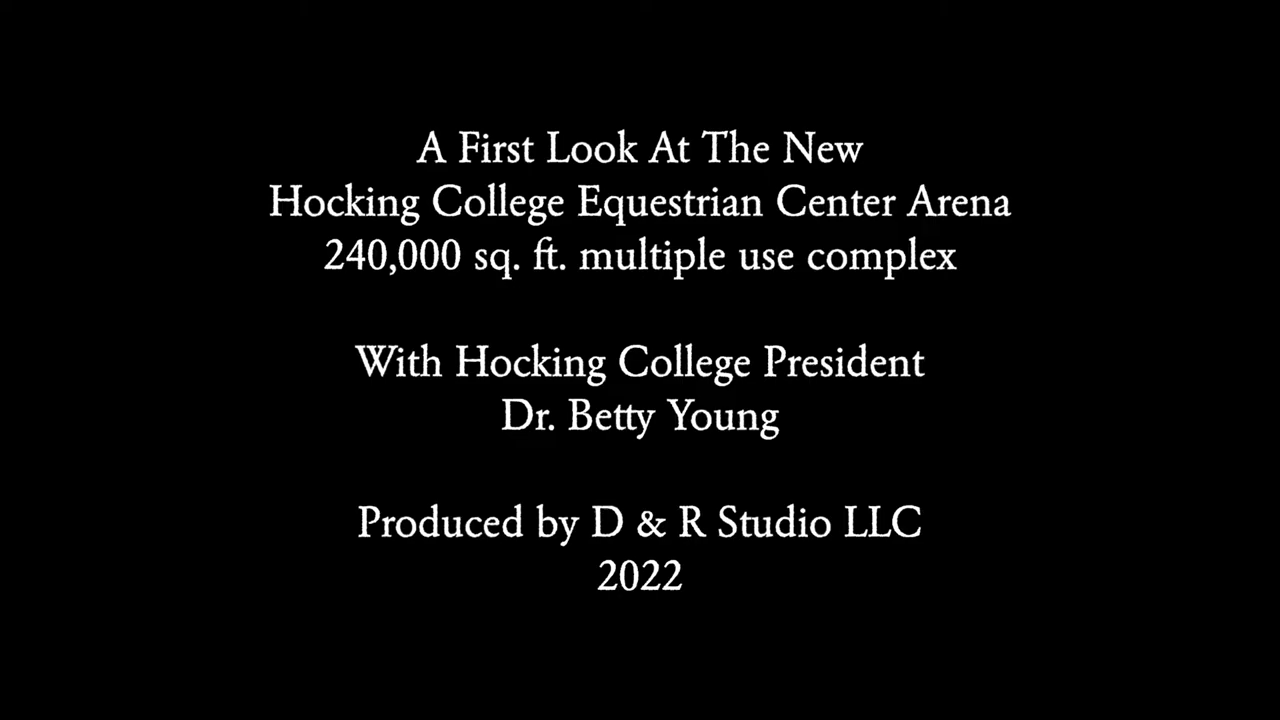 A First Look At The New
Hocking College Equestrian Center Arena
240,000 sq. ft. multiple use complex
With Hocking College President
Dr. Betty Young
Produced by D & R Studio LLC
2022